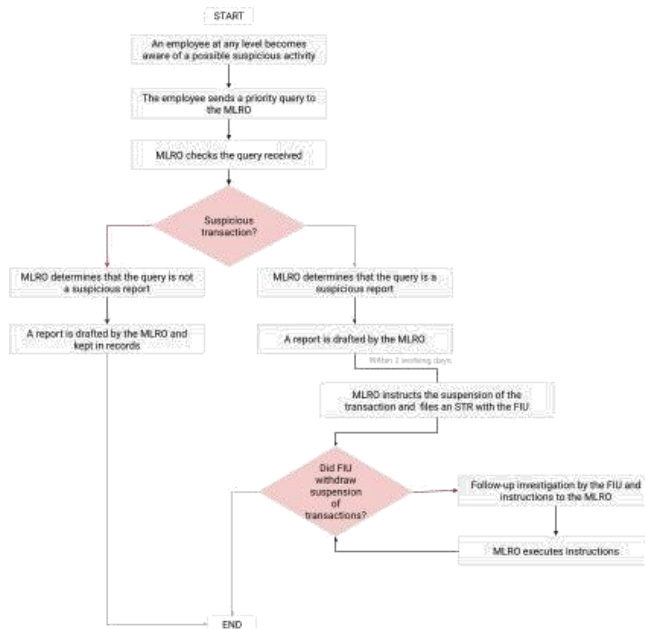 START
An employee at any level becomes
aware of a possible suspicious activity
The employee sends a priority query to
the MLRO
MLRO checks the query received
Suspicious
transaction?
MLRO determines that the query is not
a suspicious report
MLRO determines that the query is a
suspicious report
A report is drafted by the MLRO and
kept in records
A report is drafted by the MLRO
Within 2 working days
MLRO instructs the suspension of the
transaction and files an STR with the FIU
Did FIU
withdraw
suspension
of
transactions?
Follow-up investigation by the FIU and
instructions to the MLRO
MLRO executes instructions
END